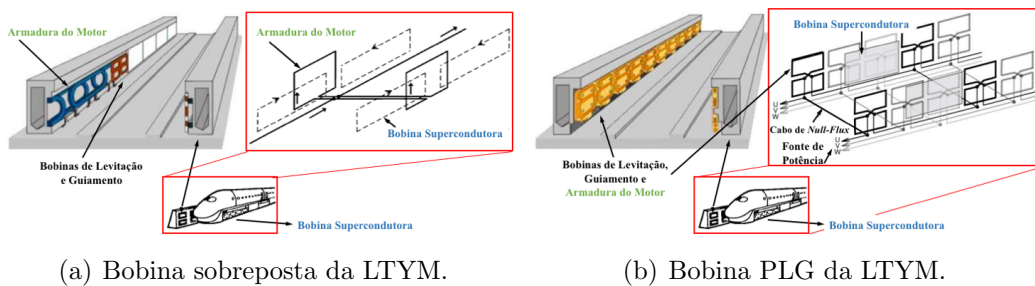 Armadura do Motor
Bobinas de Levitação
e Guiamento
Armadura do Motor
Bobina Supercondutora
Bobina Supercondutora
(a) Bobina sobreposta da LTYM.
Bobinas de Levitação,
Guiamento e
Armadura do Motor
Bobina Supercondutora
U
V
W
Cabo de Null-Flux
Fonte de
Potência
U
V
W
Bobina Supercondutora
(b) Bobina PLG da LTYM.